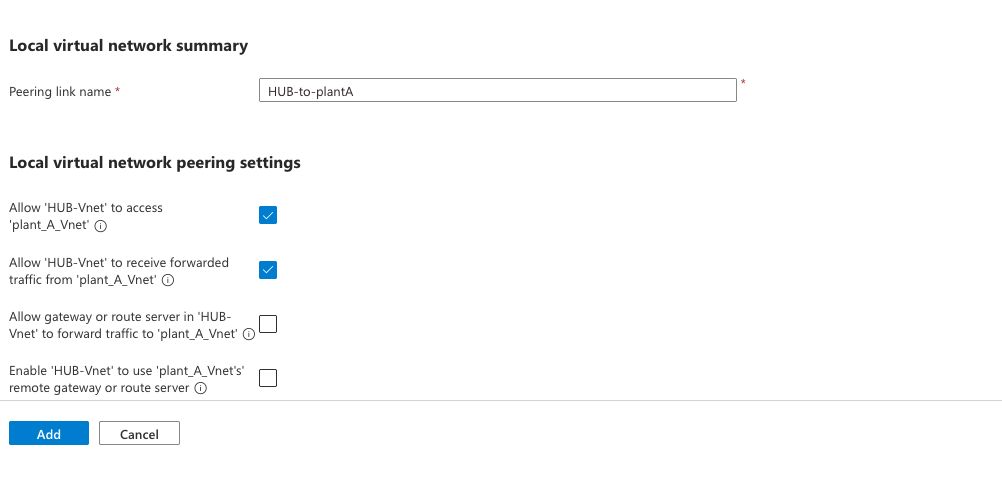 Local virtual network summary
Peering link name *
HUB-to-plantA
*
Local virtual network peering settings
Allow 'HUB-Vnet' to access
'plant_A_Vnet'
Allow 'HUB-Vnet' to receive forwarded
traffic from 'plant_A_Vnet'
Allow gateway or route server in 'HUB-
Vnet' to forward traffic to 'plant_A_Vnet'
Enable 'HUB-Vnet' to use 'plant_A_Vnet's'
remote gateway or route server
Add
Cancel